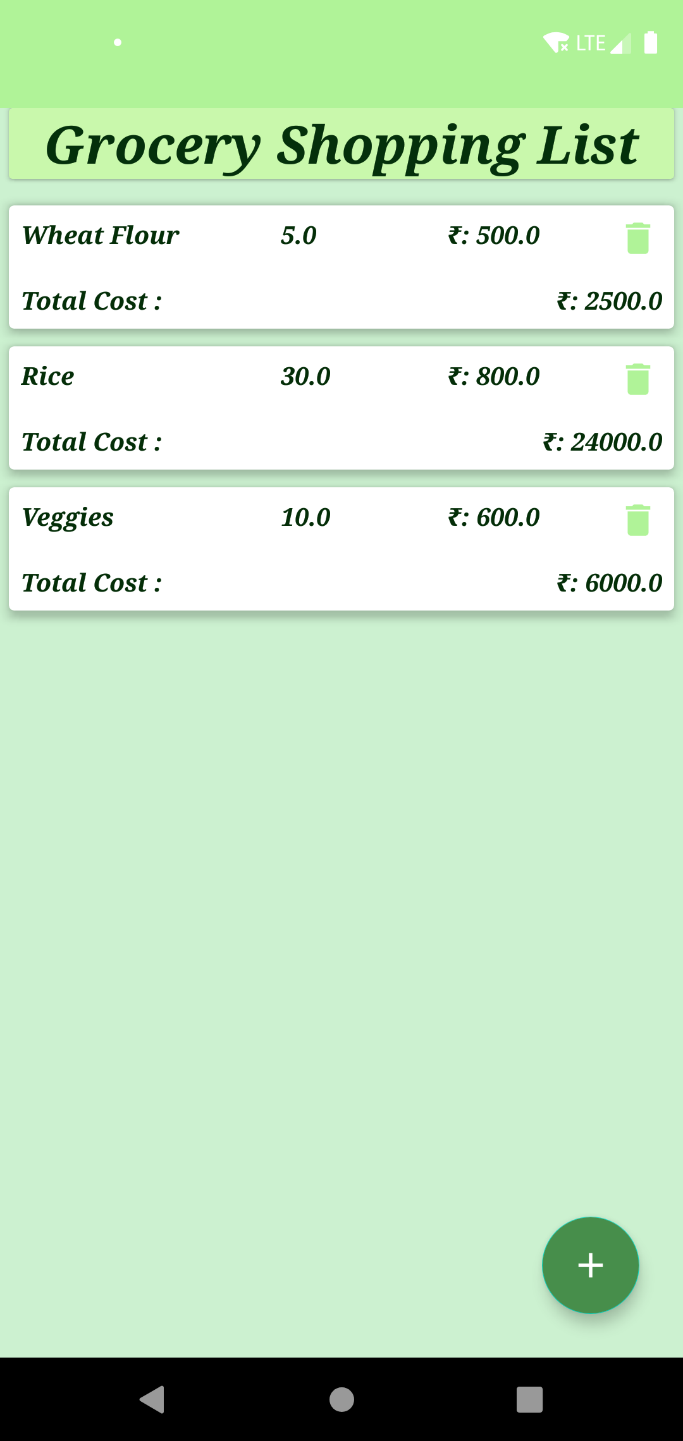 LTE
Grocery Shopping List
Wheat Flour 5.0 ₹: 500.0
Total Cost : ₹: 2500.0
Rice 30.0 ₹: 800.0
Total Cost : ₹: 24000.0
Veggies 10.0 ₹: 600.0
Total Cost : ₹: 6000.0